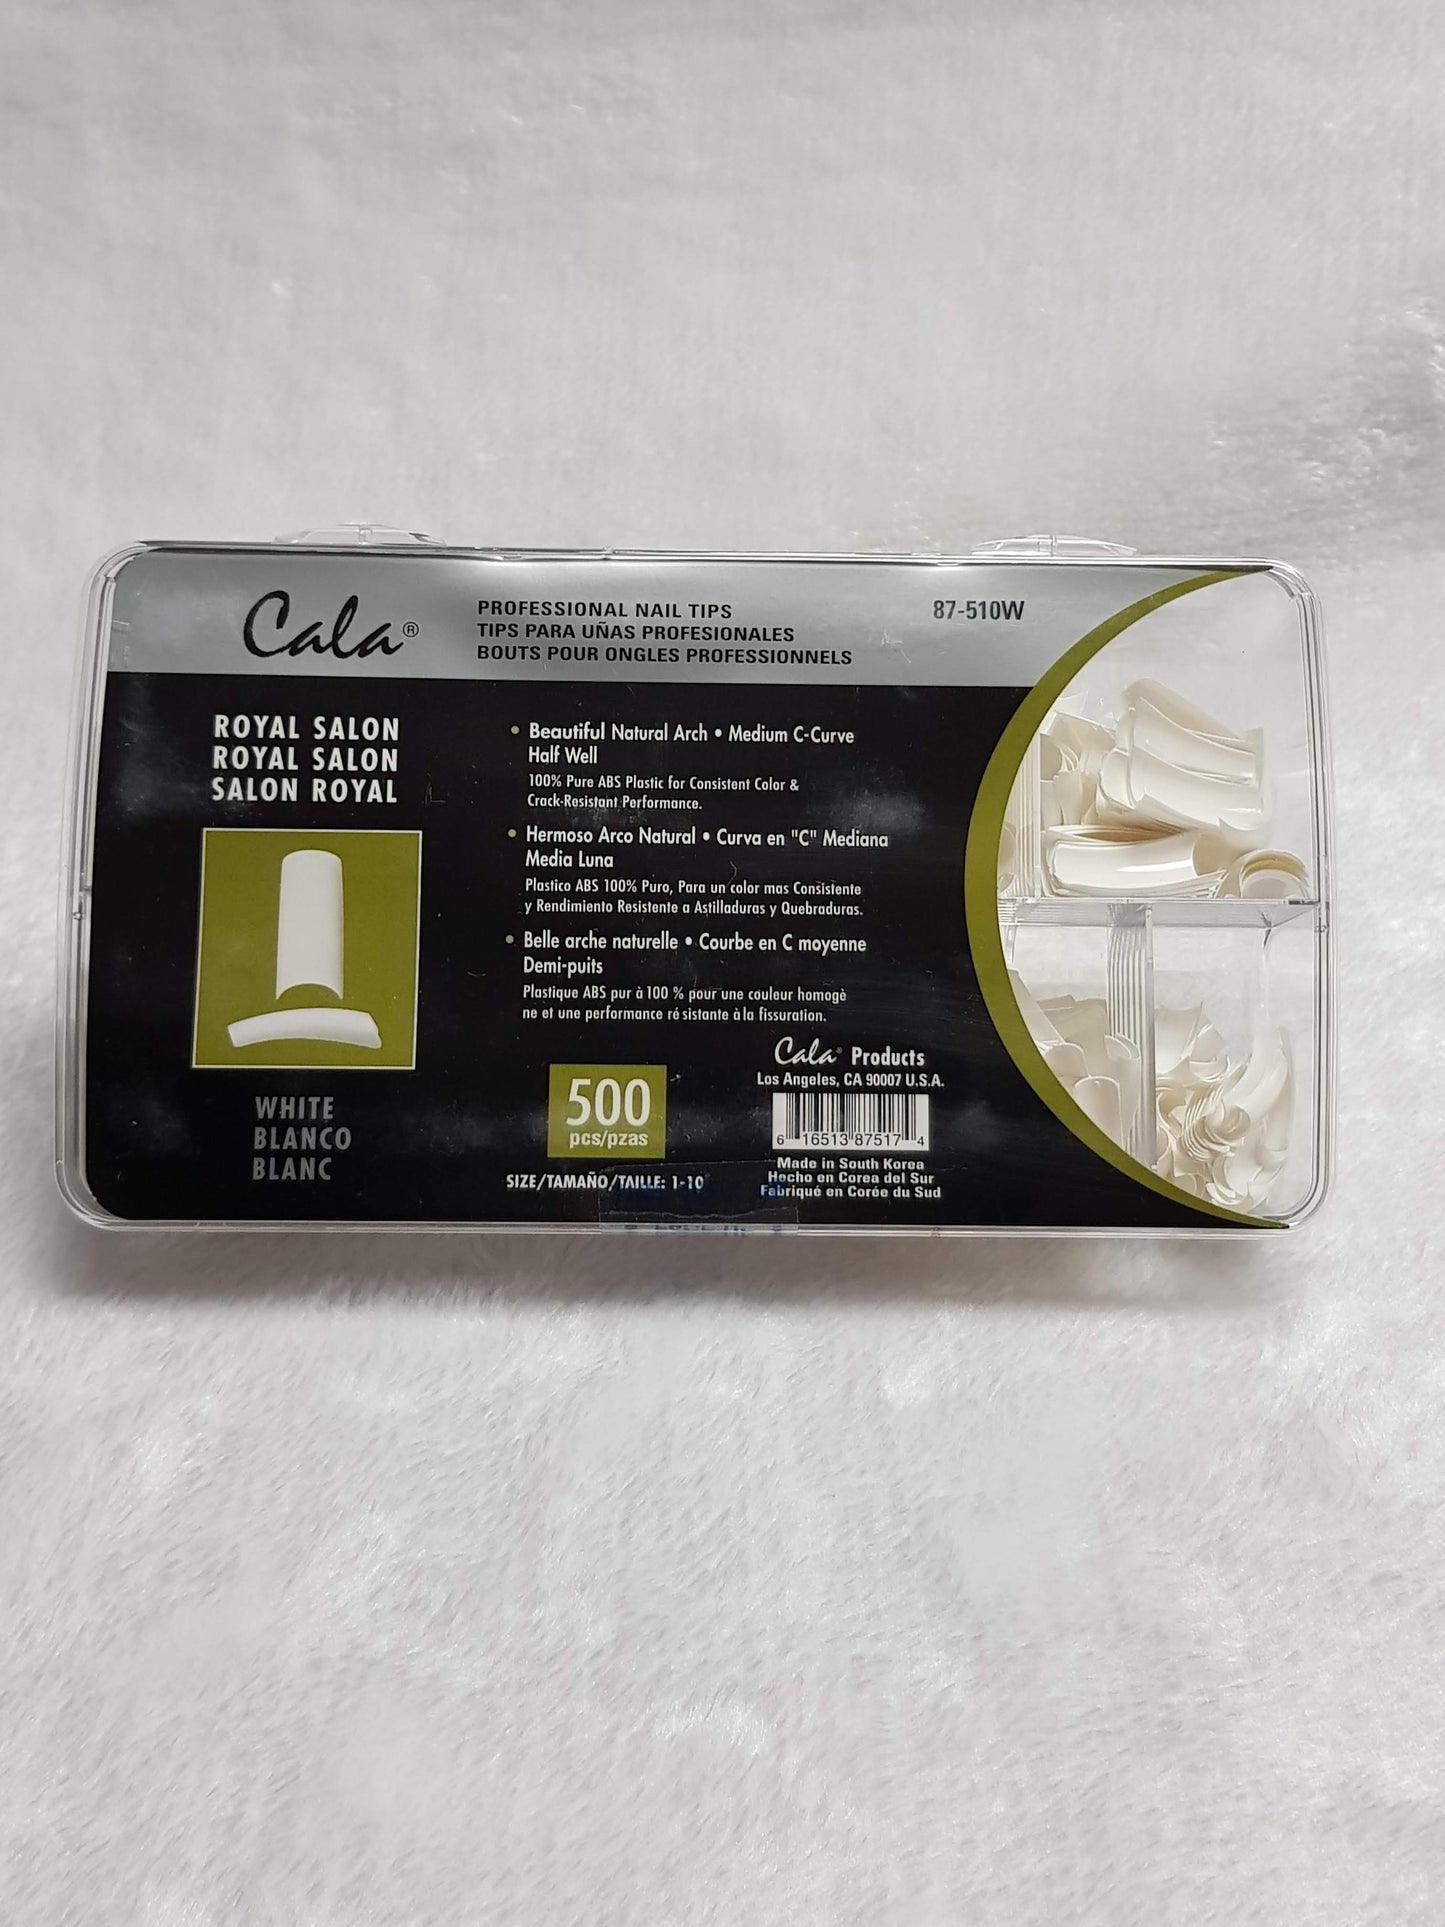 Cala®
PROFESSIONAL NAIL TIPS
TIPS PARA UÑAS PROFESIONALES
BOUTS POUR ONGLES PROFESSIONNELS
87-510W
ROYAL SALON
ROYAL SALON
SALON ROYAL
• Beautiful Natural Arch • Medium C-Curve
Half Well
100% Pure ABS Plastic for Consistent Color &
Crack-Resistant Performance.
• Hermoso Arco Natural • Curva en "C" Mediana
Media Luna
Plastico ABS 100% Puro, Para un color mas Consistente
y Rendimiento Resistente a Astilladuras y Quebraduras.
• Belle arche naturelle • Courbe en C moyenne
Demi-puits
Plastique ABS pur à 100 % pour une couleur homogè
ne et une performance ré sistante à la fissuration.
WHITE
BLANCO
BLANC
500
pcs/pzas
SIZE/TAMAÑO/TAILLE: 1-10
Cala® Products
Los Angeles, CA 90007 U.S.A.
6 16513 87517 4
Made in South Korea
Hecho en Corea del Sur
Fabriqué en Corée du Sud